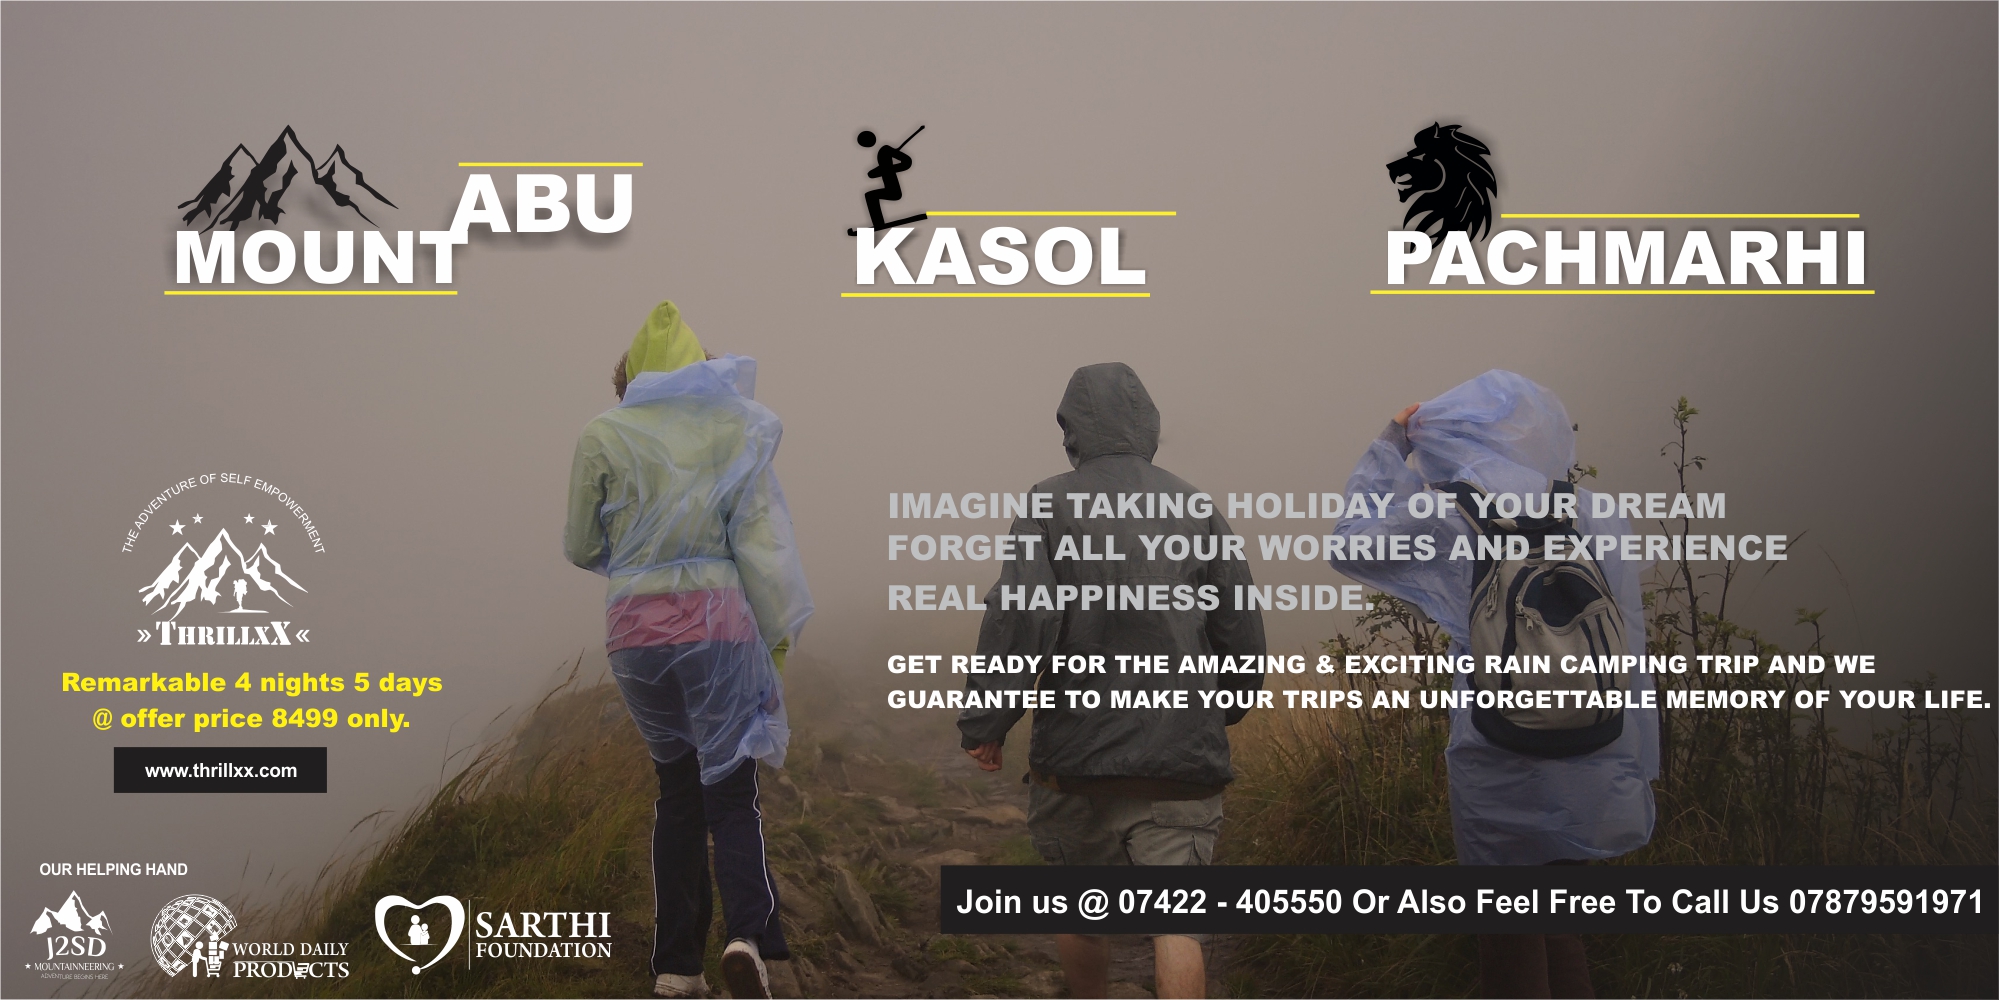 MOUNT ABU
KASOL
PACHMARHI
THE ADVENTURE OF SELF EMPOWERMENT
»THRILLXX«
Remarkable 4 nights 5 days
@ offer price 8499 only.
www.thrillxx.com
IMAGINE TAKING HOLIDAY OF YOUR DREAM
FORGET ALL YOUR WORRIES AND EXPERIENCE
REAL HAPPINESS INSIDE.
GET READY FOR THE AMAZING & EXCITING RAIN CAMPING TRIP AND WE
GUARANTEE TO MAKE YOUR TRIPS AN UNFORGETTABLE MEMORY OF YOUR LIFE.
OUR HELPING HAND
J2SD
MOUNTAINNEERING
ADVENTURE BEGINS HERE
WORLD DAILY
PRODUCTS
SARTHI
FOUNDATION
Join us @ 07422 - 405550 Or Also Feel Free To Call Us 07879591971